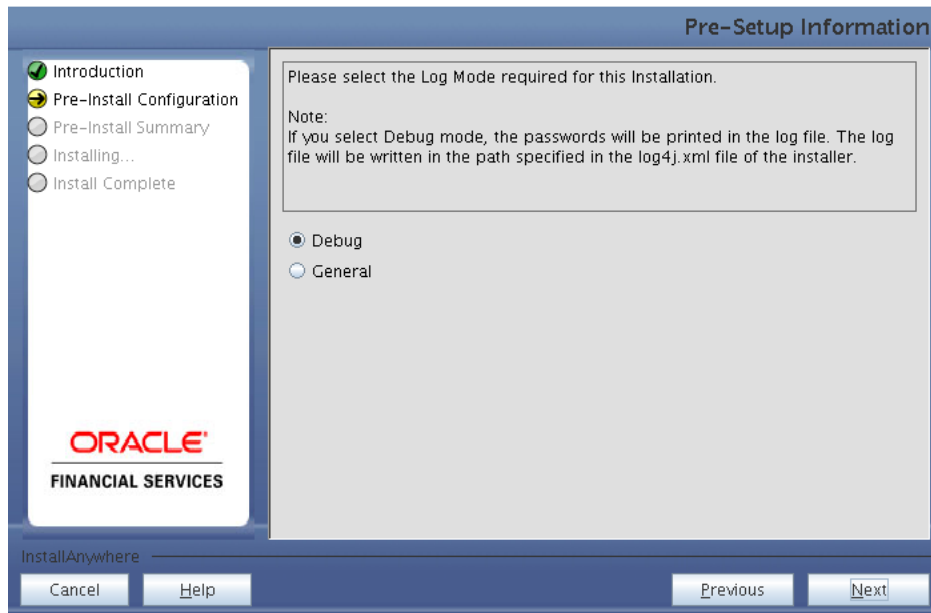 Pre-Setup Information
Introduction
Pre-Install Configuration
Pre-Install Summary
Installing...
Install Complete
ORACLE
FINANCIAL SERVICES
Please select the Log Mode required for this Installation.
Note:
If you select Debug mode, the passwords will be printed in the log file. The log
file will be written in the path specified in the log4j.xml file of the installer.
Debug
General
InstallAnywhere
Cancel
Help
Previous
Next